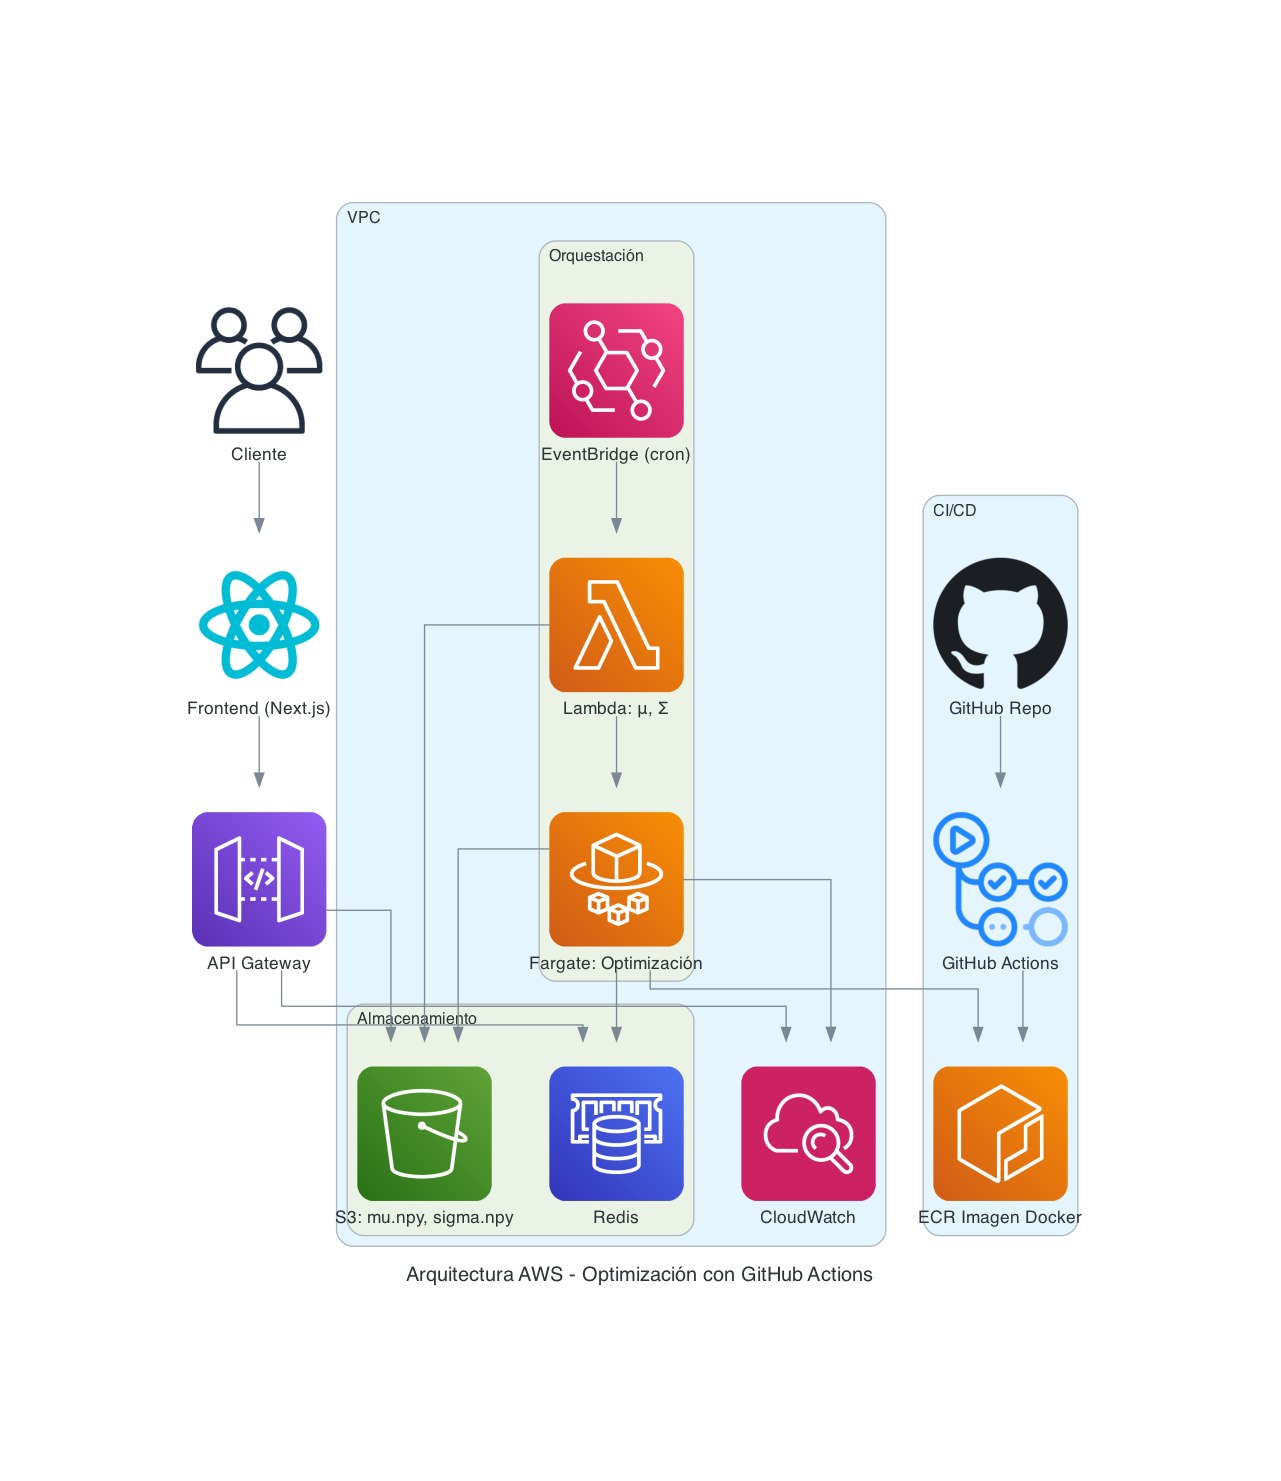 VPC
Orquestación
Cliente
EventBridge (cron)
CI/CD
Frontend (Next.js)
Lambda: μ, Σ
GitHub Repo
API Gateway
Fargate: Optimización
GitHub Actions
Almacenamiento
S3: mu.npy, sigma.npy
Redis
CloudWatch
ECR Imagen Docker
Arquitectura AWS - Optimización con GitHub Actions